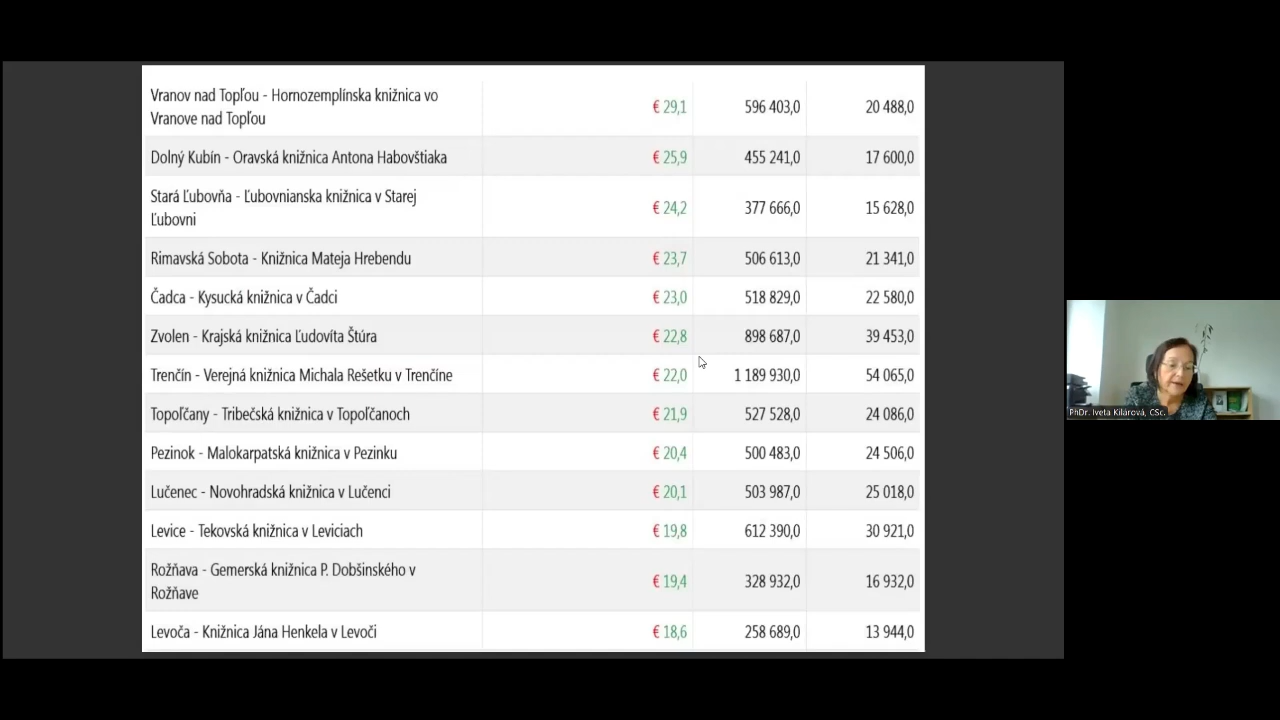 Vranov nad Topľou - Hornozemplínska knižnica vo
Vranove nad Topľou
€ 29,1 596 403,0 20 488,0
Dolný Kubín - Oravská knižnica Antona Habovštiaka € 25,9 455 241,0 17 600,0
Stará Ľubovňa - Ľubovnianska knižnica v Starej
Ľubovni
€ 24,2 377 666,0 15 628,0
Rimavská Sobota - Knižnica Mateja Hrebendu € 23,7 506 613,0 21 341,0
Čadca - Kysucká knižnica v Čadci € 23,0 518 829,0 22 580,0
Zvolen - Krajská knižnica Ľudovíta Štúra € 22,8 898 687,0 39 453,0
Trenčín - Verejná knižnica Michala Rešetku v Trenčíne € 22,0 1 189 930,0 54 065,0
Topoľčany - Tribečská knižnica v Topoľčanoch € 21,9 527 528,0 24 086,0
Pezinok - Malokarpatská knižnica v Pezinku € 20,4 500 483,0 24 506,0
Lučenec - Novohradská knižnica v Lučenci € 20,1 503 987,0 25 018,0
Levice - Tekovská knižnica v Leviciach € 19,8 612 390,0 30 921,0
Rožňava - Gemerská knižnica P. Dobšinského v
Rožňave
€ 19,4 328 932,0 16 932,0
Levoča - Knižnica Jána Henkela v Levoči € 18,6 258 689,0 13 944,0
PhDr. Iveta Kilárová, CSc.